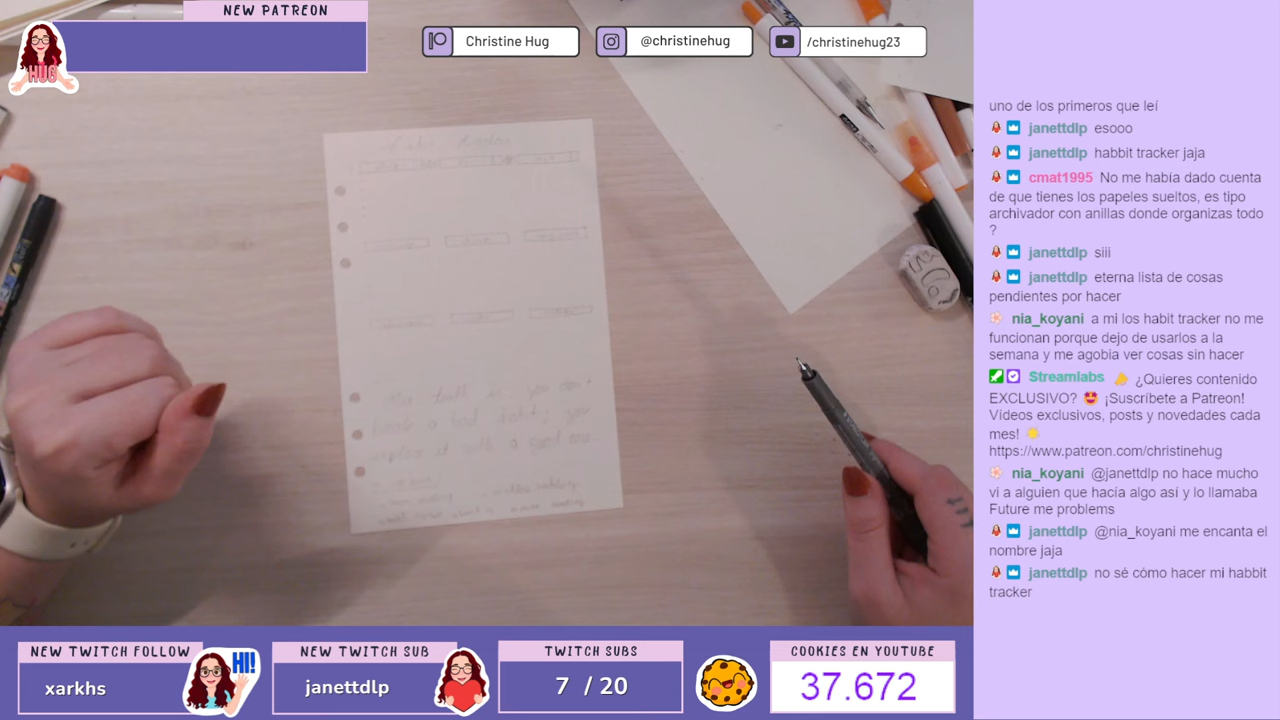 NEW PATREON
HUG
Christine Hug
@christinehug
/christinehug23
uno de los primeros que leí
janettdlp esooo
janettdlp habbit tracker jaja
cmat1995 No me había dado cuenta
de que tienes los papeles sueltos, es tipo
archivador con anillas donde organizas todo
?
janettdlp siii
janettdlp eterna lista de cosas
pendientes por hacer
nia_koyani a mi los habit tracker no me
funcionan porque dejo de usarlos a la
semana y me agobia ver cosas sin hacer
Streamlabs 👉 ¿Quieres contenido
EXCLUSIVO? 🤩 ¡Suscríbete a Patreon!
Vídeos exclusivos, posts y novedades cada
mes! 🌟
https://www.patreon.com/christinehug
nia_koyani @janettdlp no hace mucho
vi a alguien que hacía algo así y lo llamaba
Future me problems
janettdlp @nia_koyani me encanta el
nombre jaja
janettdlp no sé cómo hacer mi habbit
tracker
NEW TWITCH FOLLOW
xarkhs
HI!
NEW TWITCH SUB
janettdlp
TWITCH SUBS
7 / 20
COOKIES EN YOUTUBE
37.672